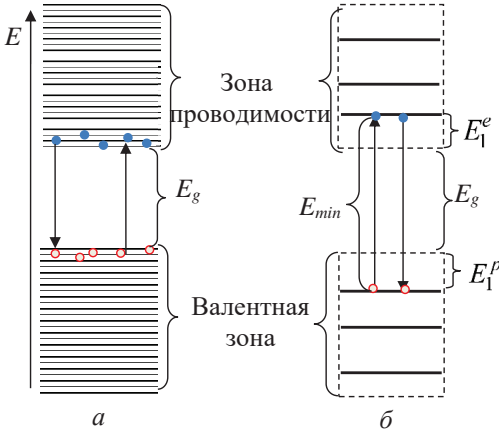 E
Зона
проводимости
E_1^e
E_g
E_min
E_g
E_1^p
Валентная
зона
а
б